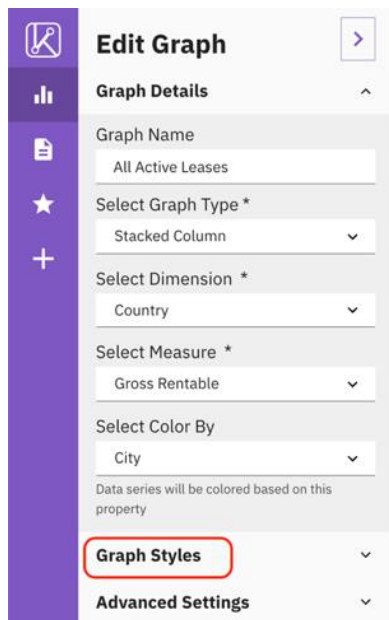 Edit Graph
Graph Details
Graph Name
All Active Leases
Select Graph Type *
Stacked Column
Select Dimension *
Country
Select Measure *
Gross Rentable
Select Color By
City
Data series will be colored based on this
property
Graph Styles
Advanced Settings